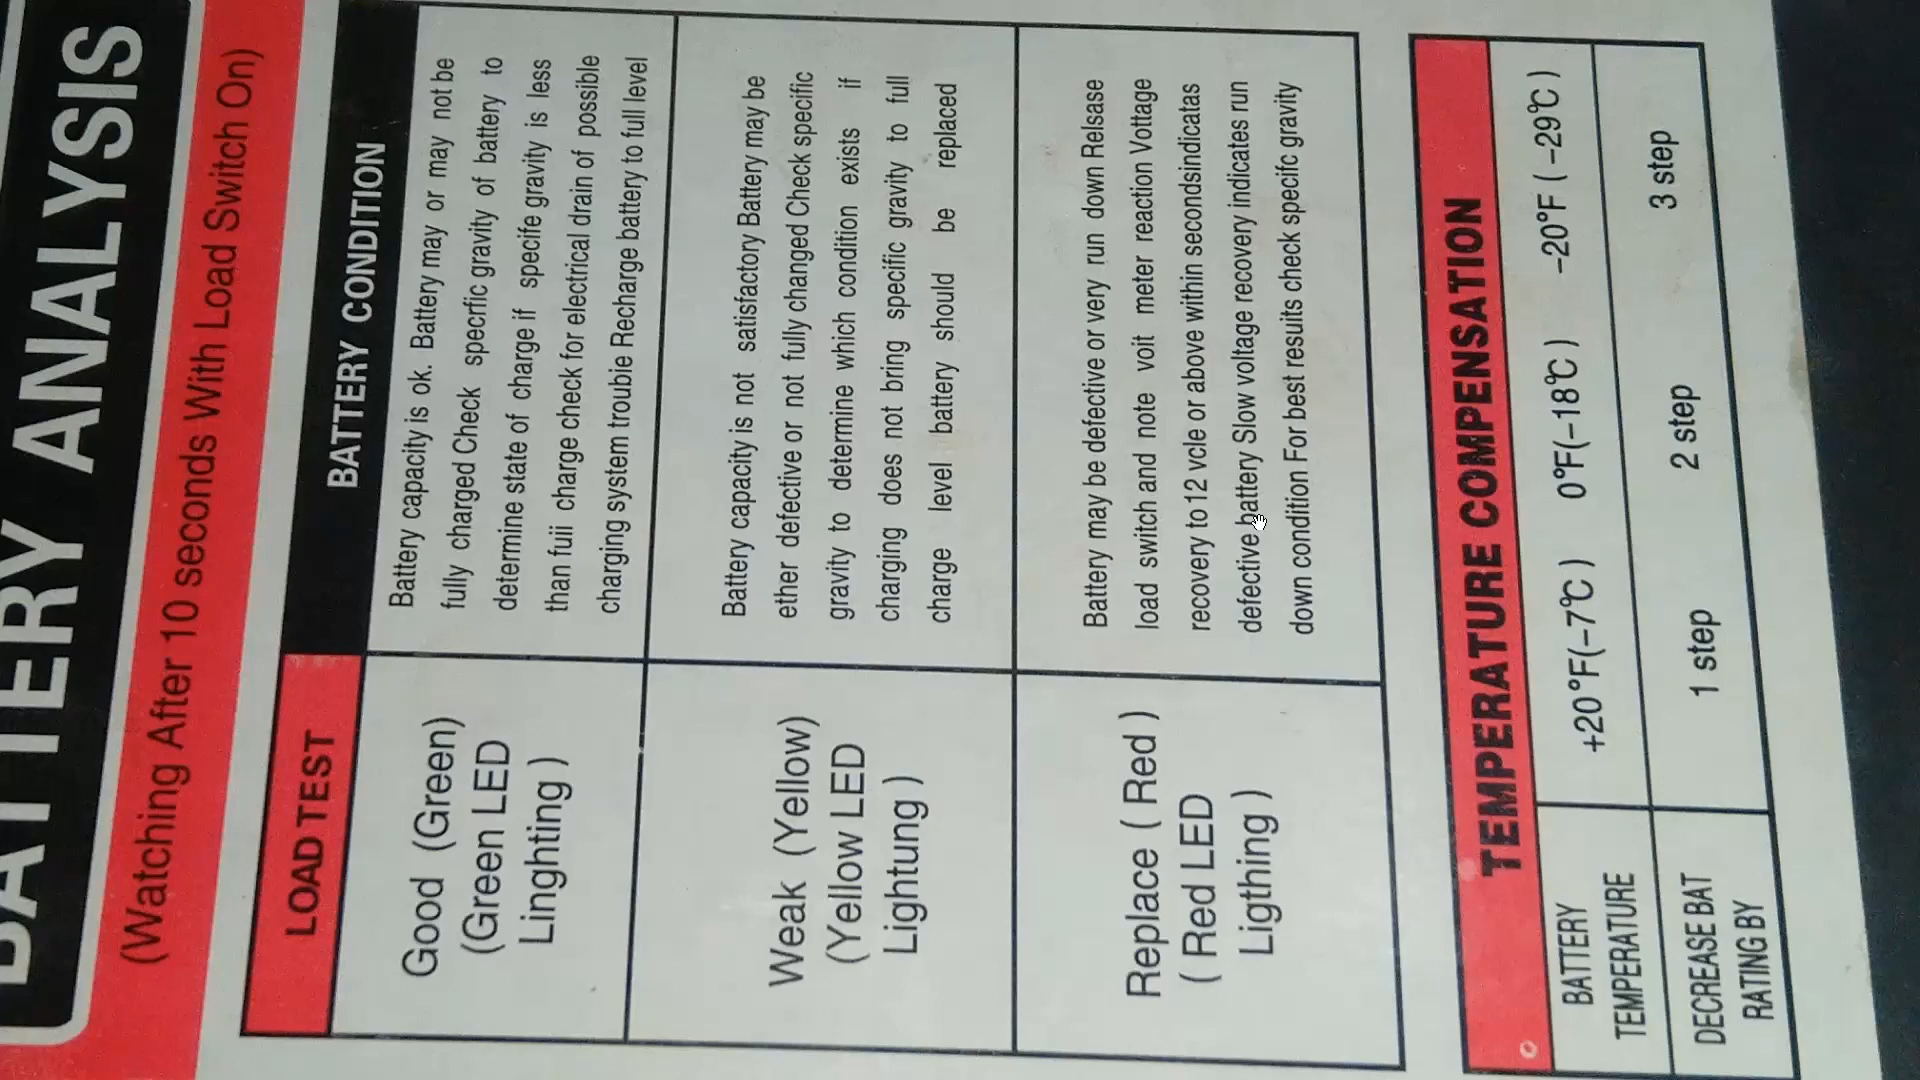 BATTERY ANALYSIS
(Watching After 10 seconds With Load Switch On)
LOAD TEST
BATTERY CONDITION
Good (Green)
(Green LED
Linghting )
Battery capacity is ok. Battery may or may not be
fully charged Check specrfic gravity of battery to
determine state of charge if specife gravity is less
than fuii charge check for electrical drain of possible
charging system troubie Recharge battery to full level
Weak (Yellow)
(Yellow LED
Lightung )
Battery capacity is not satisfactory Battery may be
ether defective or not fully changed Check specific
gravity to determine which condition exists if
charging does not bring specific gravity to full
charge level battery should be replaced
Replace ( Red )
( Red LED
Ligthing )
Battery may be defective or very run down Relsase
load switch and note voit meter reaction Vottage
recovery to 12 vcle or above within secondsindicatas
defective battery Slow voltage recovery indicates run
down condition For best resuits check specifc gravity
TEMPERATURE COMPENSATION
BATTERY
TEMPERATURE
+20°F(-7℃) 0°F(-18℃) -20°F (-29℃)
DECREASE BAT
RATING BY
1 step 2 step 3 step